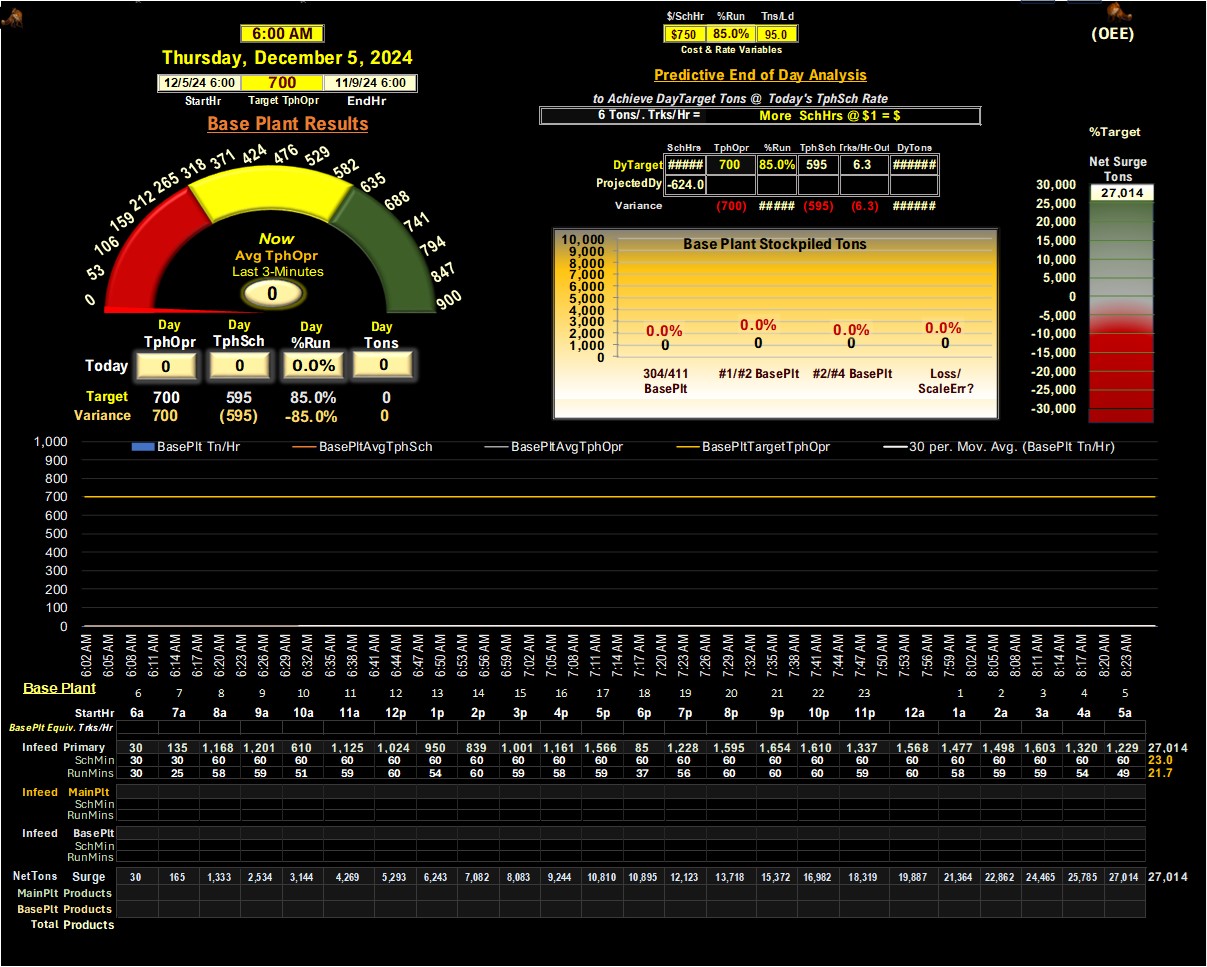 $/SchHr %Run Tns/Ld
6:00 AM $750 85.0% 95.0 (OEE)
Cost & Rate Variables
Thursday, December 5, 2024
12/5/24 6:00 700 11/9/24 6:00
StartHr Target TphOpr EndHr
Predictive End of Day Analysis
to Achieve DayTarget Tons @ Today's TphSch Rate
6 Tons/. Trks/Hr = More SchHrs @ $1 = $
Base Plant Results
%Target
SchHrs TphOpr %Run TphSch Trks/Hr-Out DyTons
DyTarget ##### 700 85.0% 595 6.3 ######
ProjectedDy -624.0
Variance (700) ##### (595) (6.3) ######
Net Surge
Tons
27,014
30,000
25,000
20,000
15,000
10,000
5,000
0
-5,000
-10,000
-15,000
-20,000
-25,000
-30,000
0 53 106 159 212 265 318 371 424 476 529 582 635 688 741 794 847 900
Now
Avg TphOpr
Last 3-Minutes
0
Day Day Day Day
TphOpr TphSch %Run Tons
Today 0 0 0.0% 0
Target 700 595 85.0% 0
Variance 700 (595) -85.0% 0
Base Plant Stockpiled Tons
10,000
9,000
8,000
7,000
6,000
5,000
4,000
3,000
2,000
1,000
0
0.0% 0.0% 0.0% 0.0%
0 0 0 0
304/411 BasePlt #1/#2 BasePlt #2/#4 BasePlt Loss/ ScaleErr?
BasePlt Tn/Hr BasePltAvgTphSch BasePltAvgTphOpr BasePltTargetTphOpr 30 per. Mov. Avg. (BasePlt Tn/Hr)
1,000
900
800
700
600
500
400
300
200
100
0
6:02 AM 6:05 AM 6:08 AM 6:11 AM 6:14 AM 6:17 AM 6:20 AM 6:23 AM 6:26 AM 6:29 AM 6:32 AM 6:35 AM 6:38 AM 6:41 AM 6:44 AM 6:47 AM 6:50 AM 6:53 AM 6:56 AM 6:59 AM 7:02 AM 7:05 AM 7:08 AM 7:11 AM 7:14 AM 7:17 AM 7:20 AM 7:23 AM 7:26 AM 7:29 AM 7:32 AM 7:35 AM 7:38 AM 7:41 AM 7:44 AM 7:47 AM 7:50 AM 7:53 AM 7:56 AM 7:59 AM 8:02 AM 8:05 AM 8:08 AM 8:11 AM 8:14 AM 8:17 AM 8:20 AM 8:23 AM
Base Plant 6 7 8 9 10 11 12 13 14 15 16 17 18 19 20 21 22 23 1 2 3 4 5
StartHr 6a 7a 8a 9a 10a 11a 12p 1p 2p 3p 4p 5p 6p 7p 8p 9p 10p 11p 12a 1a 2a 3a 4a 5a
BasePlt Equiv. Trks/Hr
Infeed Primary 30 135 1,168 1,201 610 1,125 1,024 950 839 1,001 1,161 1,566 85 1,228 1,595 1,654 1,610 1,337 1,568 1,477 1,498 1,603 1,320 1,229 27,014
SchMin 30 30 60 60 60 60 60 60 60 60 60 60 60 60 60 60 60 60 60 60 60 60 60 60 23.0
RunMins 30 25 58 59 51 59 60 54 60 59 58 59 37 56 60 60 60 59 60 58 59 59 54 49 21.7
Infeed MainPlt
SchMin
RunMins
Infeed BasePlt
SchMin
RunMins
NetTons Surge 30 165 1,333 2,534 3,144 4,269 5,293 6,243 7,082 8,083 9,244 10,810 10,895 12,123 13,718 15,372 16,982 18,319 19,887 21,364 22,862 24,465 25,785 27,014 27,014
MainPlt Products
BasePlt Products
Total Products